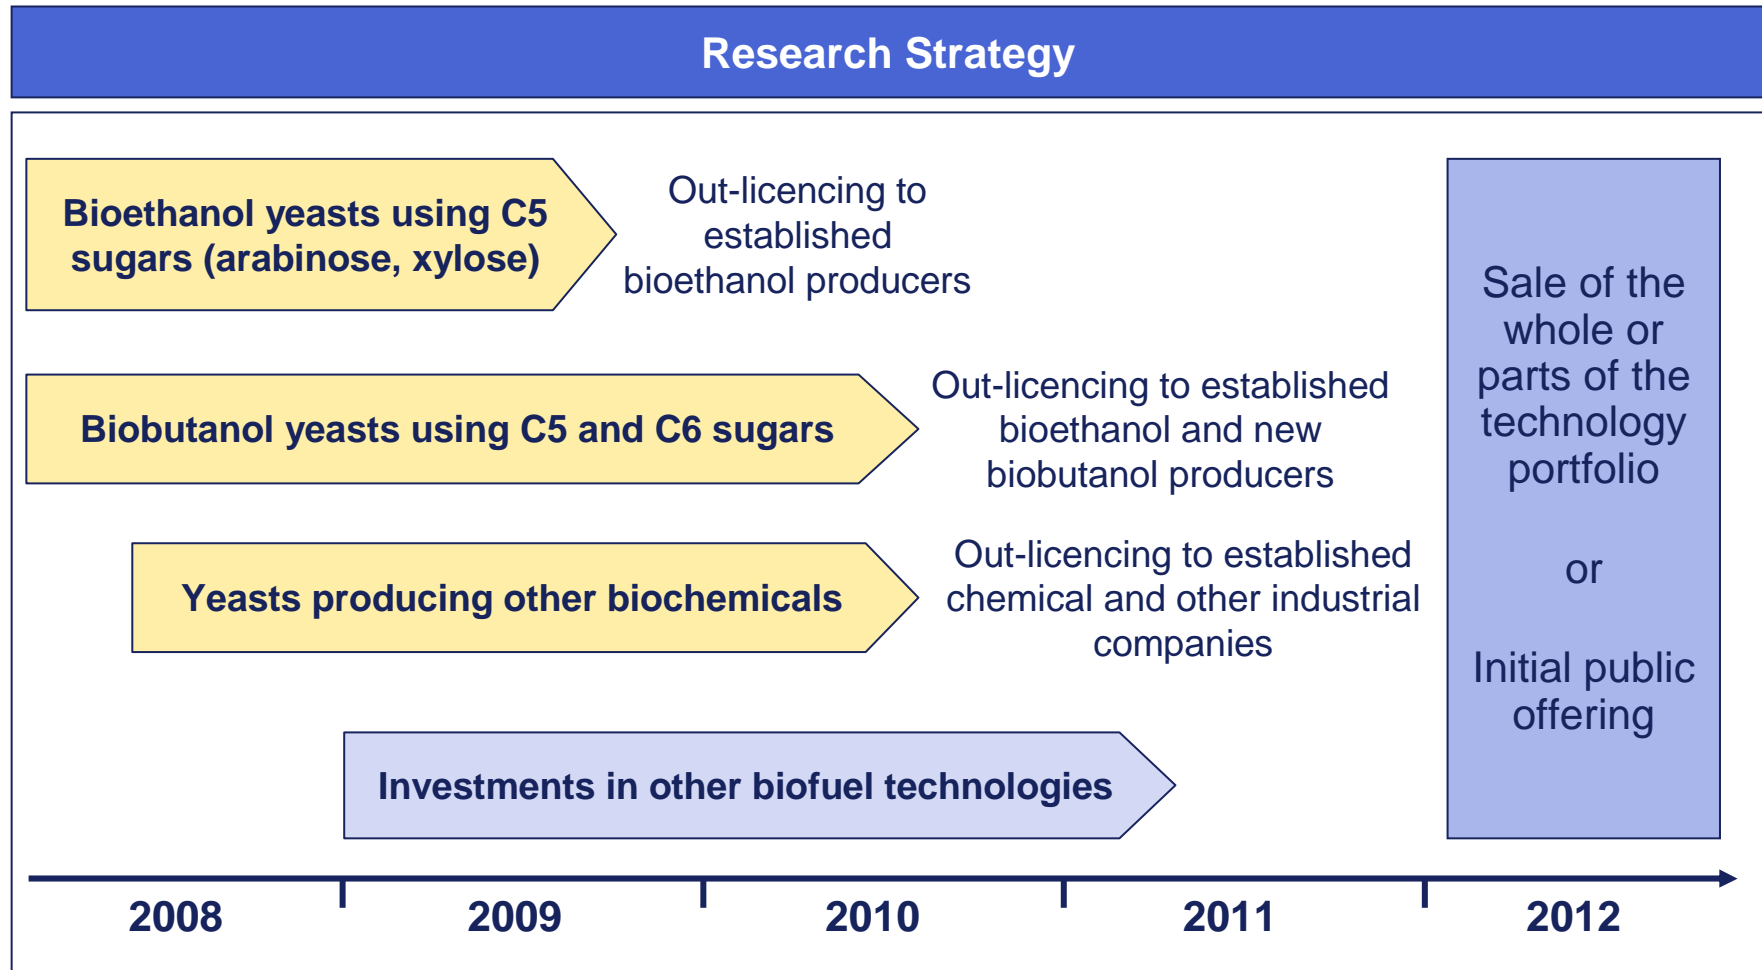 Research Strategy
Bioethanol yeasts using C5
sugars (arabinose, xylose)
Out-licencing to
established
bioethanol producers
Biobutanol yeasts using C5 and C6 sugars
Out-licencing to established
bioethanol and new
biobutanol producers
Yeasts producing other biochemicals
Out-licencing to established
chemical and other industrial
companies
Investments in other biofuel technologies
Sale of the
whole or
parts of the
technology
portfolio
or
Initial public
offering
2008
2009
2010
2011
2012